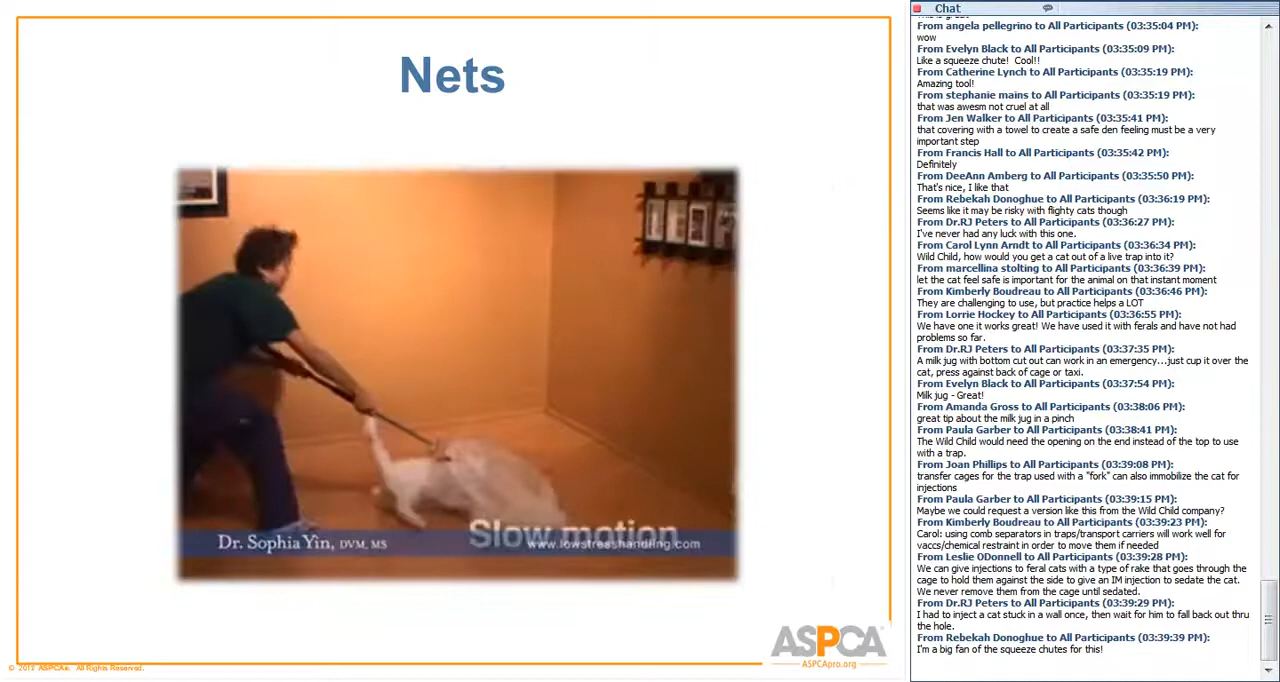 Nets
Slow motion
Dr. Sophia Yin, DVM, MS
www.lowstresshandling.com
ASPCA
ASPCApro.org
Chat
From angela pellegrino to All Participants (03:35:04 PM):
wow
From Evelyn Black to All Participants (03:35:09 PM):
Like a squeeze chute! Cool!!
From Catherine Lynch to All Participants (03:35:19 PM):
Amazing tool!
From stephanie mains to All Participants (03:35:19 PM):
that was awesm not cruel at all
From Jen Walker to All Participants (03:35:41 PM):
that covering with a towel to create a safe den feeling must be a very
important step
From Francis Hall to All Participants (03:35:42 PM):
Definitely
From DeeAnn Amberg to All Participants (03:35:50 PM):
That's nice, I like that
From Rebekah Donoghue to All Participants (03:36:19 PM):
Seems like it may be risky with flighty cats though
From Dr.RJ Peters to All Participants (03:36:27 PM):
I've never had any luck with this one.
From Carol Lynn Arndt to All Participants (03:36:34 PM):
Wild Child, how would you get a cat out of a live trap into it?
From marcellina stolting to All Participants (03:36:39 PM):
let the cat feel safe is important for the animal on that instant moment
From Kimberly Boudreau to All Participants (03:36:46 PM):
They are challenging to use, but practice helps a LOT
From Lorrie Hockey to All Participants (03:36:55 PM):
We have one it works great! We have used it with ferals and have not had
problems so far.
From Dr.RJ Peters to All Participants (03:37:35 PM):
A milk jug with bottom cut out can work in an emergency...just cup it over the
cat, press against back of cage or taxi.
From Evelyn Black to All Participants (03:37:54 PM):
Milk jug - Great!
From Amanda Gross to All Participants (03:38:06 PM):
great tip about the milk jug in a pinch
From Paula Garber to All Participants (03:38:41 PM):
The Wild Child would need the opening on the end instead of the top to use
with a trap.
From Joan Phillips to All Participants (03:39:08 PM):
transfer cages for the trap used with a "fork" can also immobilize the cat for
injections
From Paula Garber to All Participants (03:39:15 PM):
Maybe we could request a version like this from the Wild Child company?
From Kimberly Boudreau to All Participants (03:39:23 PM):
Carol: using comb separators in traps/transport carriers will work well for
vaccs/chemical restraint in order to move them if needed
From Leslie ODonnell to All Participants (03:39:28 PM):
We can give injections to feral cats with a type of rake that goes through the
cage to hold them against the side to give an IM injection to sedate the cat.
We never remove them from the cage until sedated.
From Dr.RJ Peters to All Participants (03:39:29 PM):
I had to inject a cat stuck in a wall once, then wait for him to fall back out thru
the hole.
From Rebekah Donoghue to All Participants (03:39:39 PM):
I'm a big fan of the squeeze chutes for this!